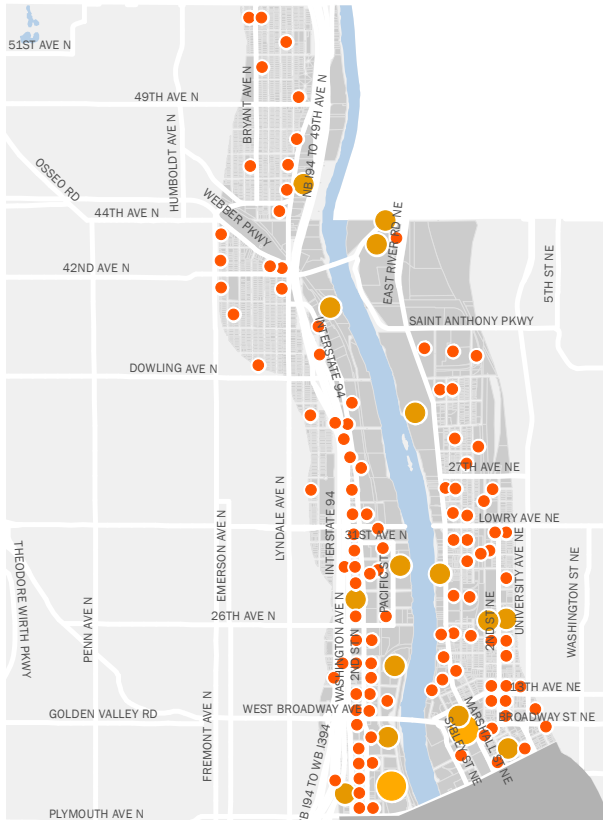 51ST AVE N
49TH AVE N
BRYANT AVE N
HUMBOLDT AVE N
NB I94 TO 49TH AVE N
OSSEO RD
WEBBER PKWY
44TH AVE N
EAST RIVER RD NE
42ND AVE N
5TH ST NE
SAINT ANTHONY PKWY
INTERSTATE 94
DOWLING AVE N
27TH AVE NE
LOWRY AVE NE
LYNDALE AVE N
INTERSTATE 94
31ST AVE N
EMERSON AVE N
PACIFIC ST
UNIVERSITY AVE NE
WASHINGTON ST NE
THEODORE WIRTH PKWY
PENN AVE N
26TH AVE N
2ND ST NE
WASHINGTON AVE N
2ND ST N
13TH AVE NE
GOLDEN VALLEY RD
WEST BROADWAY AVE
BROADWAY ST NE
FREMONT AVE N
MARSHALL ST NE
SIBLEY ST NE
B I94 TO WB I394
PLYMOUTH AVE N